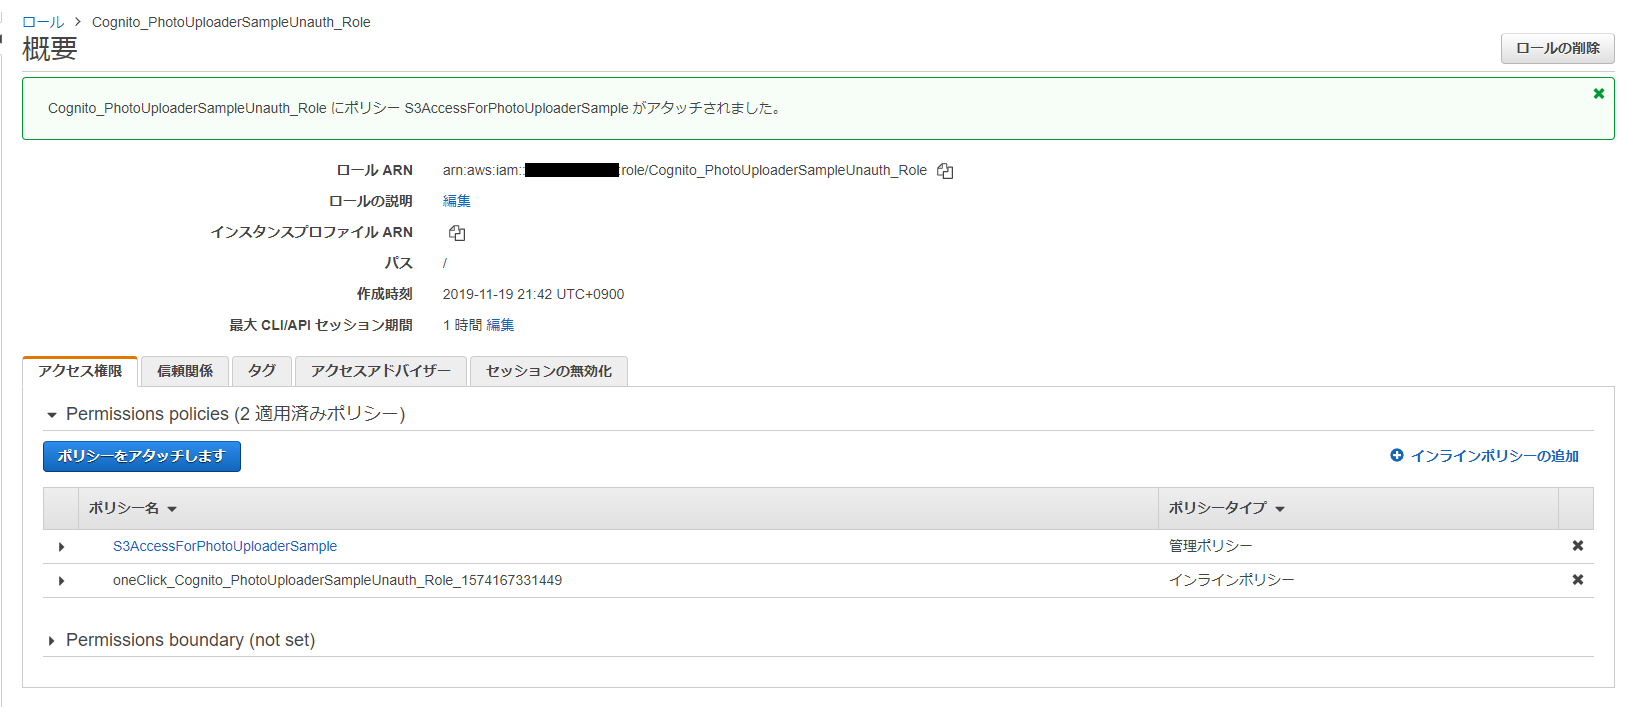 ロール > Cognito_PhotoUploaderSampleUnauth_Role
概要
ロールの削除
Cognito_PhotoUploaderSampleUnauth_Role にポリシー S3AccessForPhotoUploaderSample がアタッチされました。
ロール ARN arn:aws:iam:: :role/Cognito_PhotoUploaderSampleUnauth_Role
ロールの説明 編集
インスタンスプロファイル ARN
パス /
作成時刻 2019-11-19 21:42 UTC+0900
最大 CLI/API セッション期間 1 時間 編集
アクセス権限 信頼関係 タグ アクセスアドバイザー セッションの無効化
Permissions policies (2 適用済みポリシー)
ポリシーをアタッチします インラインポリシーの追加
ポリシー名 ポリシータイプ
S3AccessForPhotoUploaderSample 管理ポリシー
oneClick_Cognito_PhotoUploaderSampleUnauth_Role_1574167331449 インラインポリシー
Permissions boundary (not set)